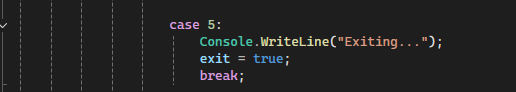 case 5:
Console.WriteLine("Exiting...");
exit = true;
break;